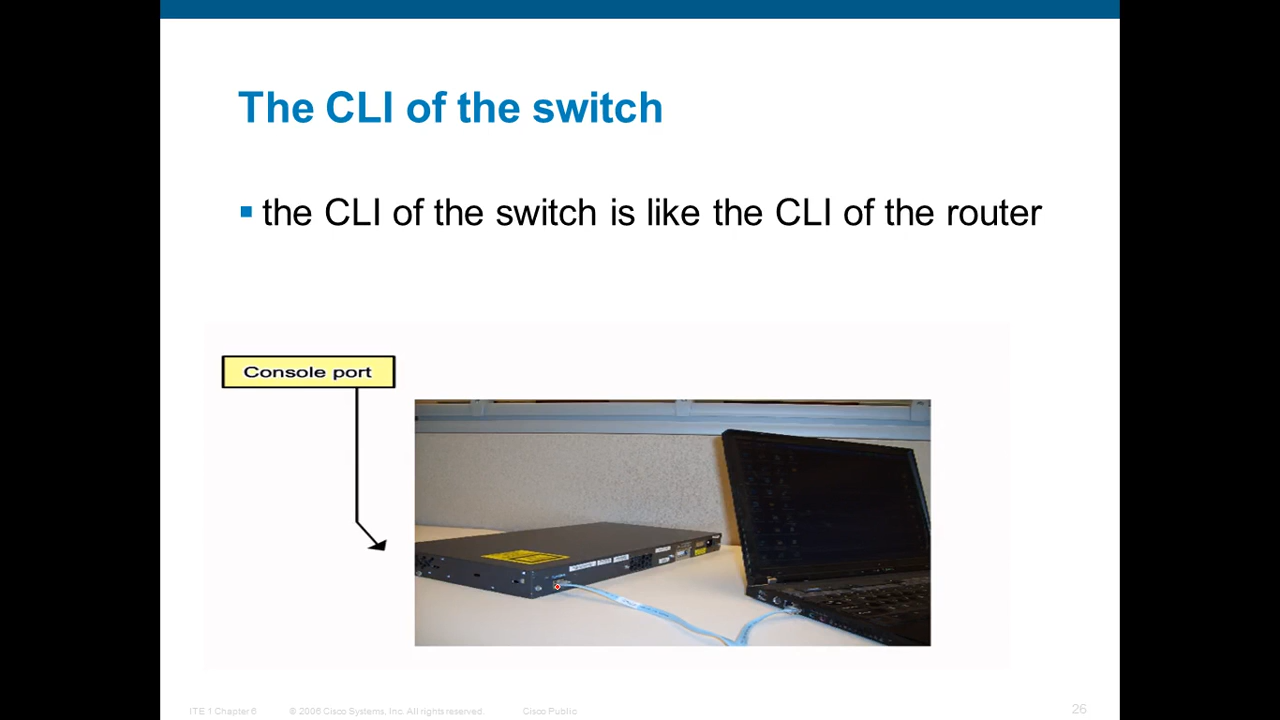 The CLI of the switch
the CLI of the switch is like the CLI of the router
Console port
ITE 1 Chapter 6
© 2006 Cisco Systems, Inc. All rights reserved.
Cisco Public
26